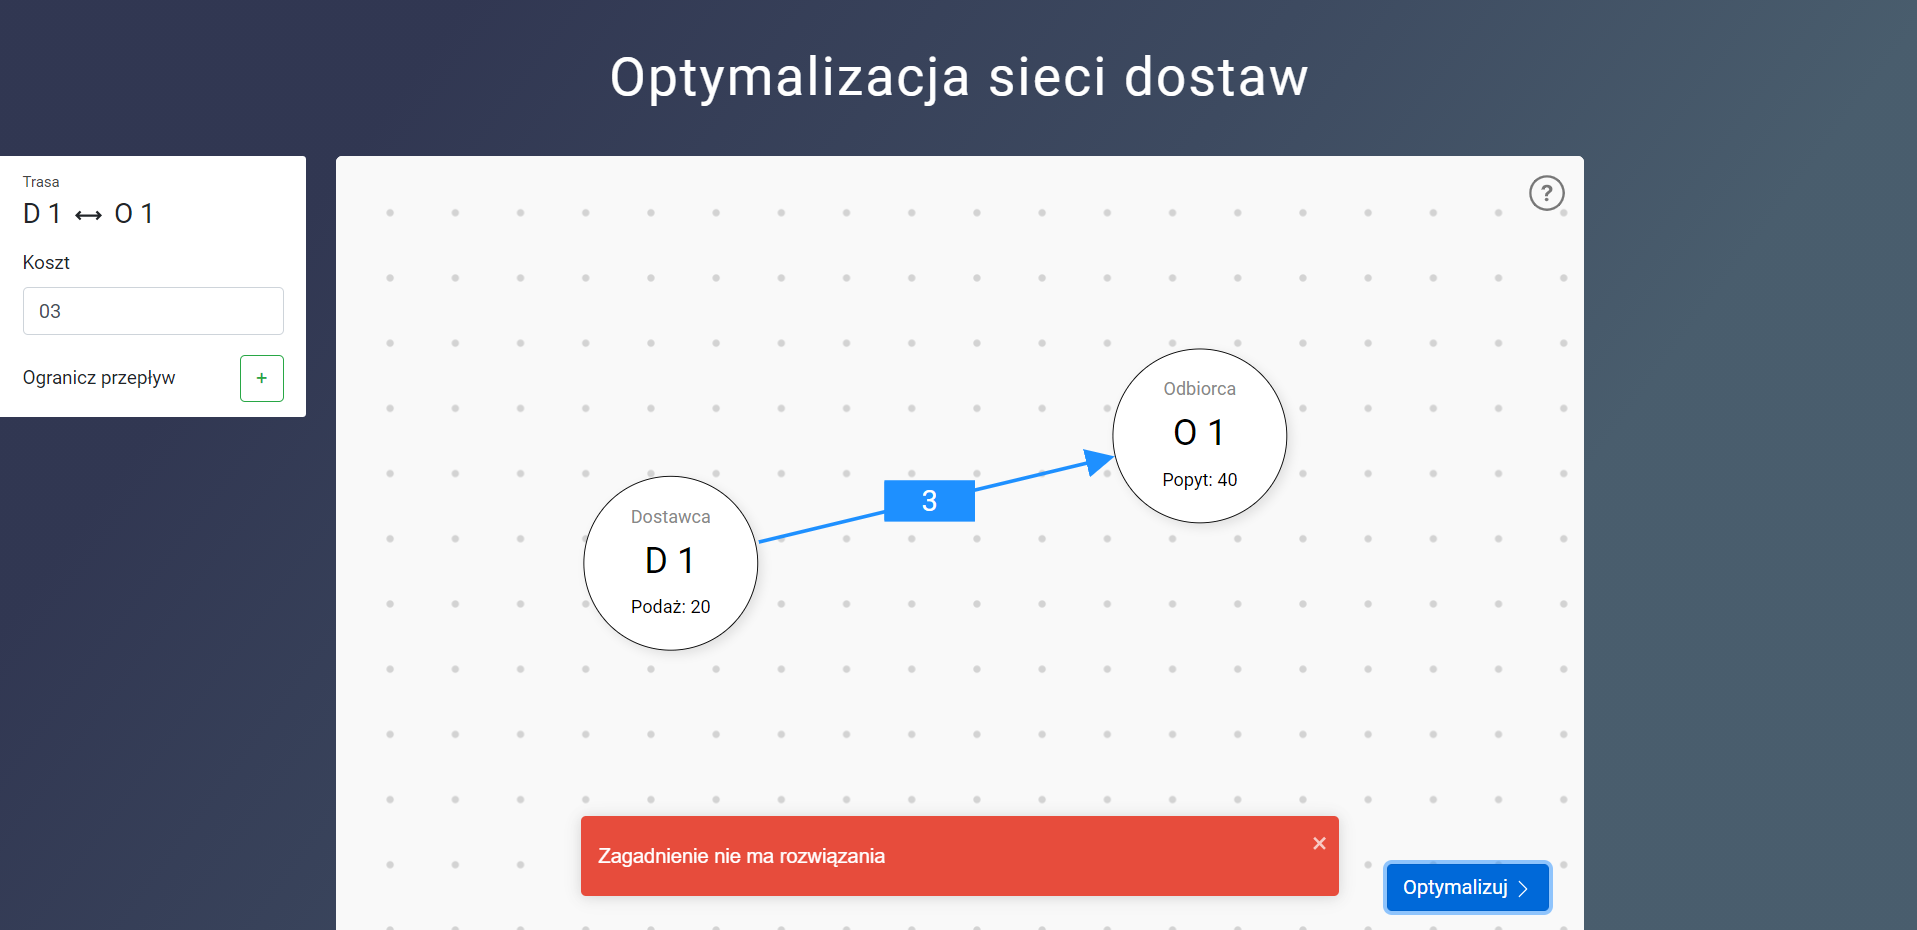 Optymalizacja sieci dostaw
Trasa
D 1 ↔ O 1
Koszt
03
Ogranicz przepływ
+
?
Odbiorca
O 1
Popyt: 40
3
Dostawca
D 1
Podaż: 20
Zagadnienie nie ma rozwiązania
×
Optymalizuj >